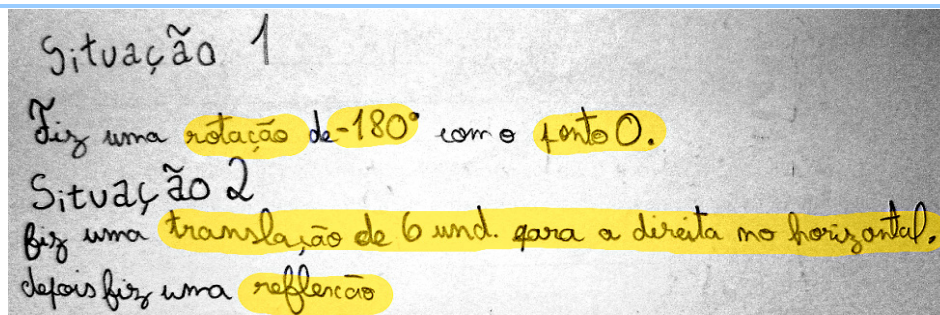 Situação 1
Fiz uma rotação de -180° com o ponto O.
Situação 2
fiz uma translação de 6 und. para a direita no horizontal,
depois fiz uma reflencão